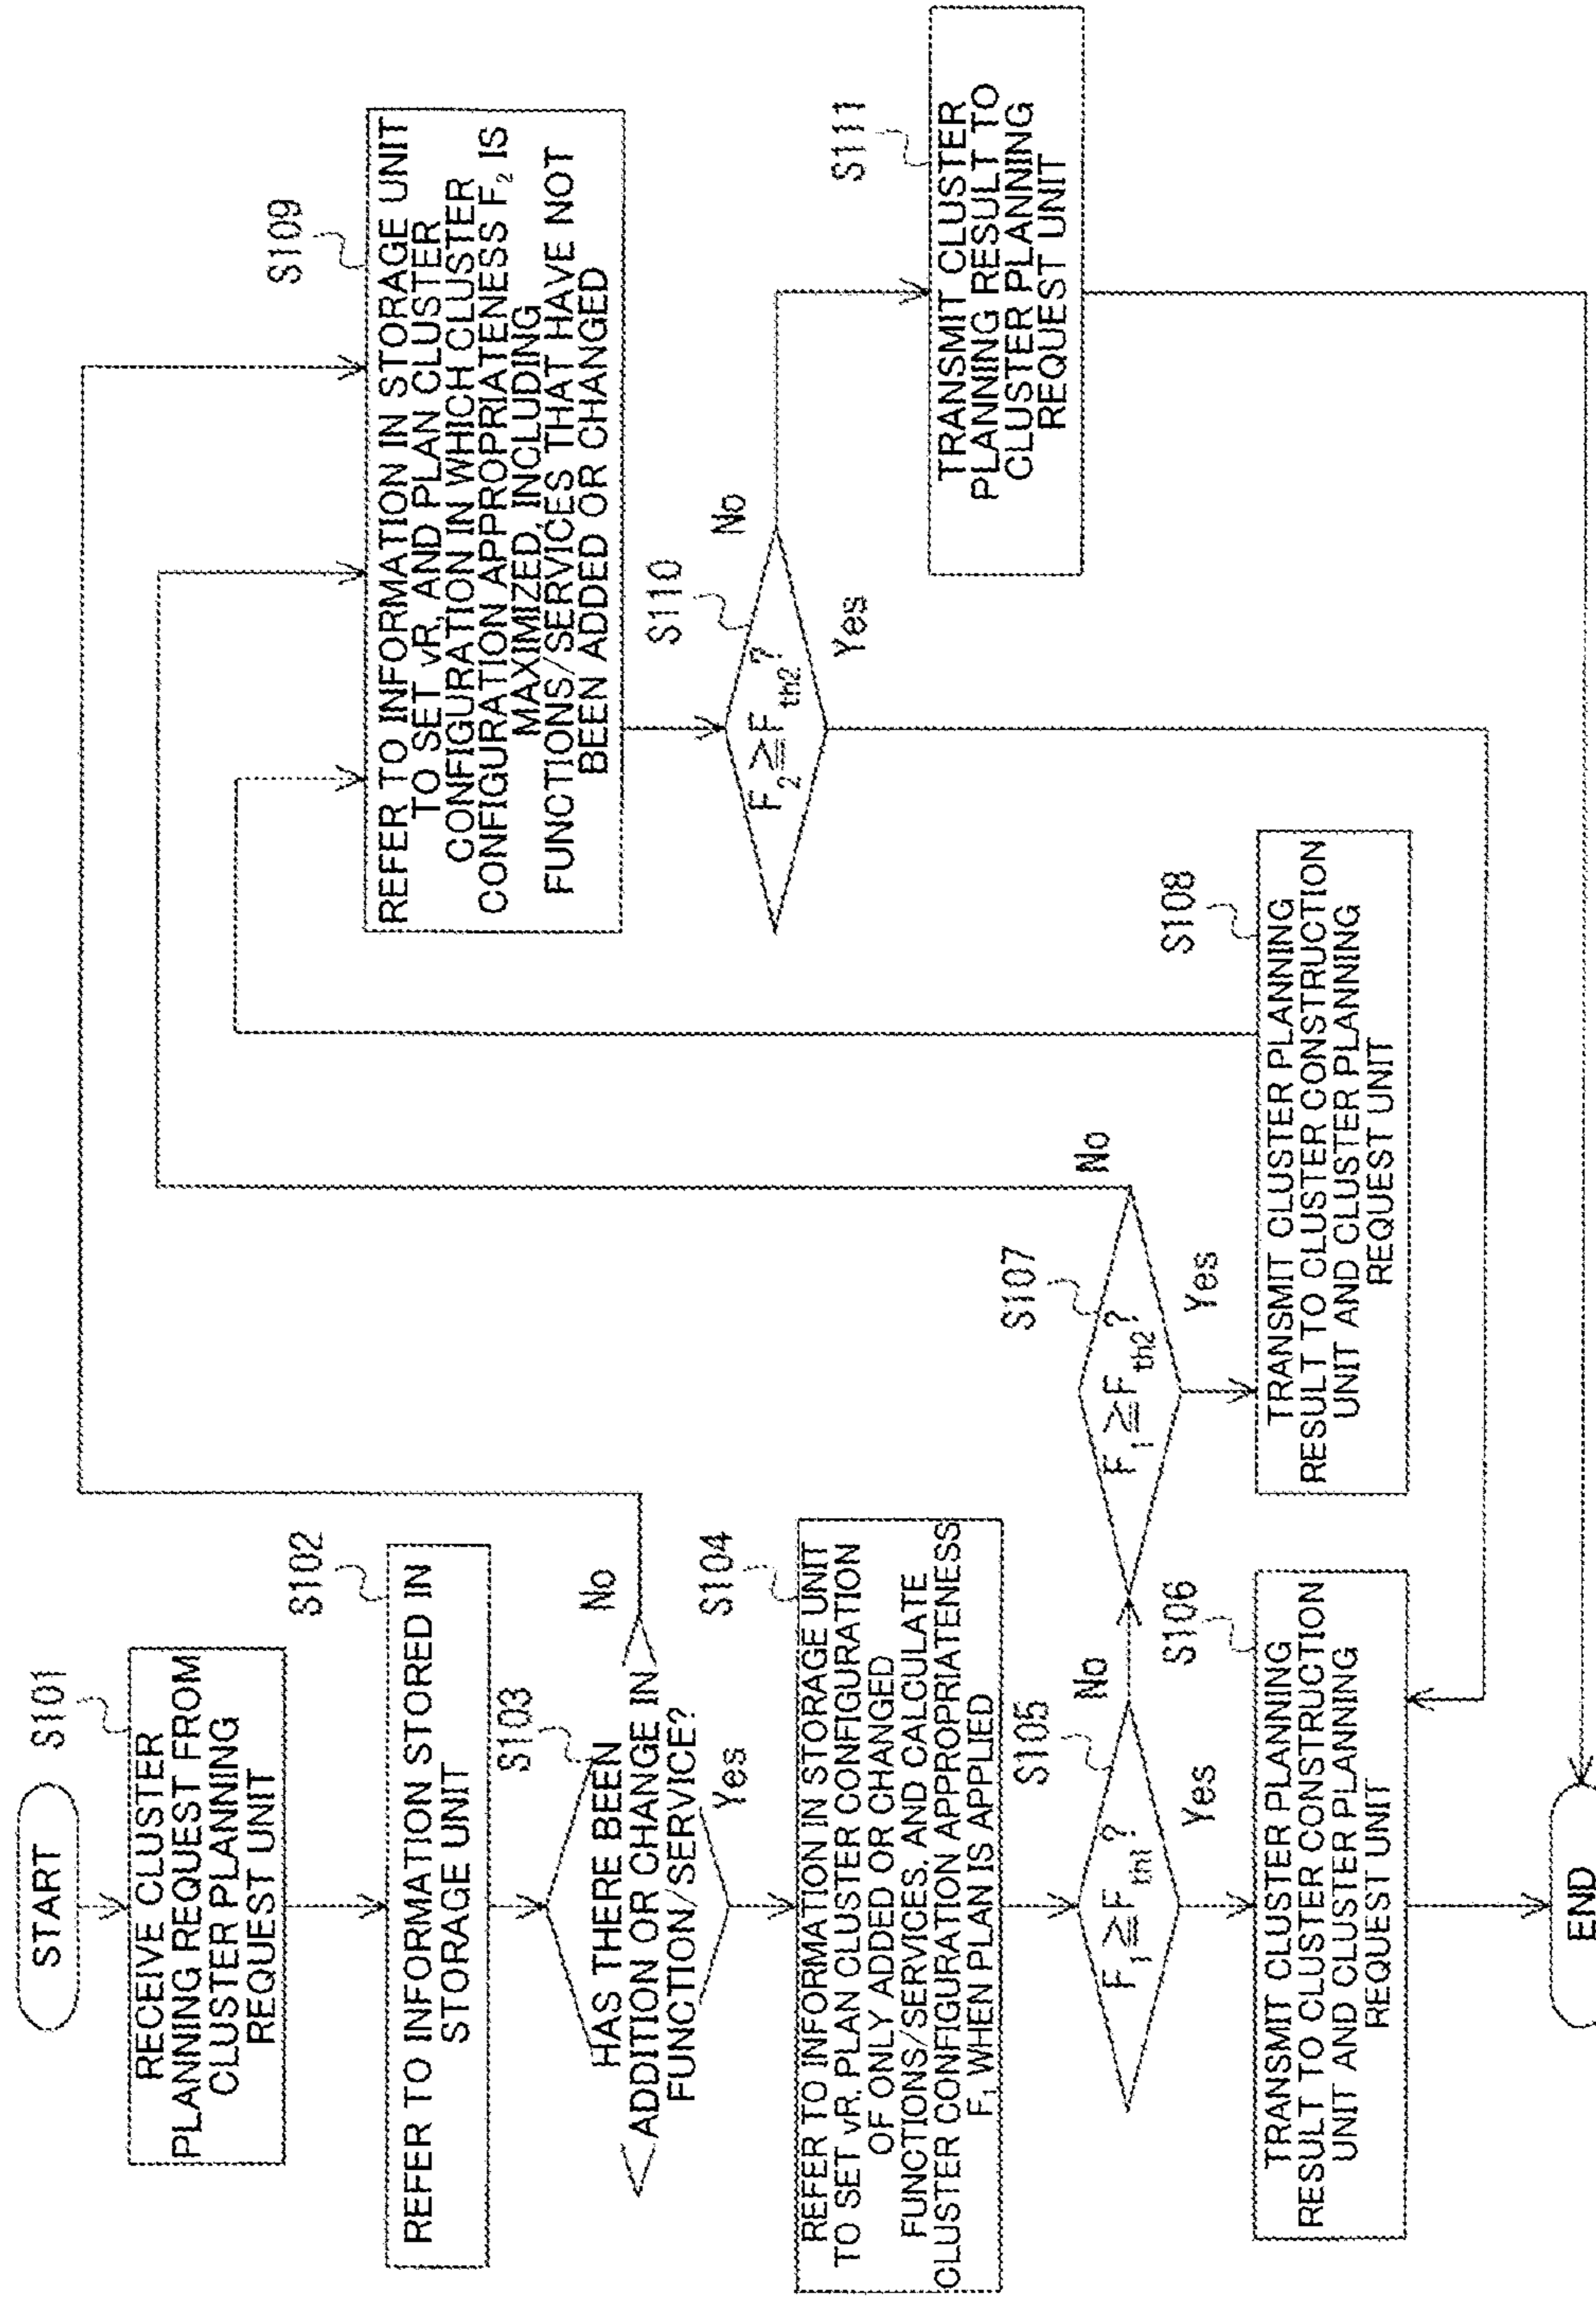 START
S101
RECEIVE CLUSTER
PLANNING REQUEST FROM
CLUSTER PLANNING
REQUEST UNIT
S102
REFER TO INFORMATION STORED IN
STORAGE UNIT
S103
HAS THERE BEEN
ADDITION OR CHANGE IN
FUNCTION/SERVICE?
No
Yes
S104
REFER TO INFORMATION IN STORAGE UNIT
TO SET vR, PLAN CLUSTER CONFIGURATION
OF ONLY ADDED OR CHANGED
FUNCTIONS/SERVICES, AND CALCULATE
CLUSTER CONFIGURATION APPROPRIATENESS
F₁ WHEN PLAN IS APPLIED
S105
F₁≧Fth1?
No
Yes
S106
TRANSMIT CLUSTER PLANNING
RESULT TO CLUSTER CONSTRUCTION
UNIT AND CLUSTER PLANNING
REQUEST UNIT
S107
F₁≧Fth2?
No
Yes
S108
TRANSMIT CLUSTER PLANNING
RESULT TO CLUSTER CONSTRUCTION
UNIT AND CLUSTER PLANNING
REQUEST UNIT
S109
REFER TO INFORMATION IN STORAGE UNIT
TO SET vR, AND PLAN CLUSTER
CONFIGURATION IN WHICH CLUSTER
CONFIGURATION APPROPRIATENESS F₂ IS
MAXIMIZED, INCLUDING
FUNCTIONS/SERVICES THAT HAVE NOT
BEEN ADDED OR CHANGED
S110
F₂≧Fth2?
No
Yes
S111
TRANSMIT CLUSTER
PLANNING RESULT TO
CLUSTER PLANNING
REQUEST UNIT
END